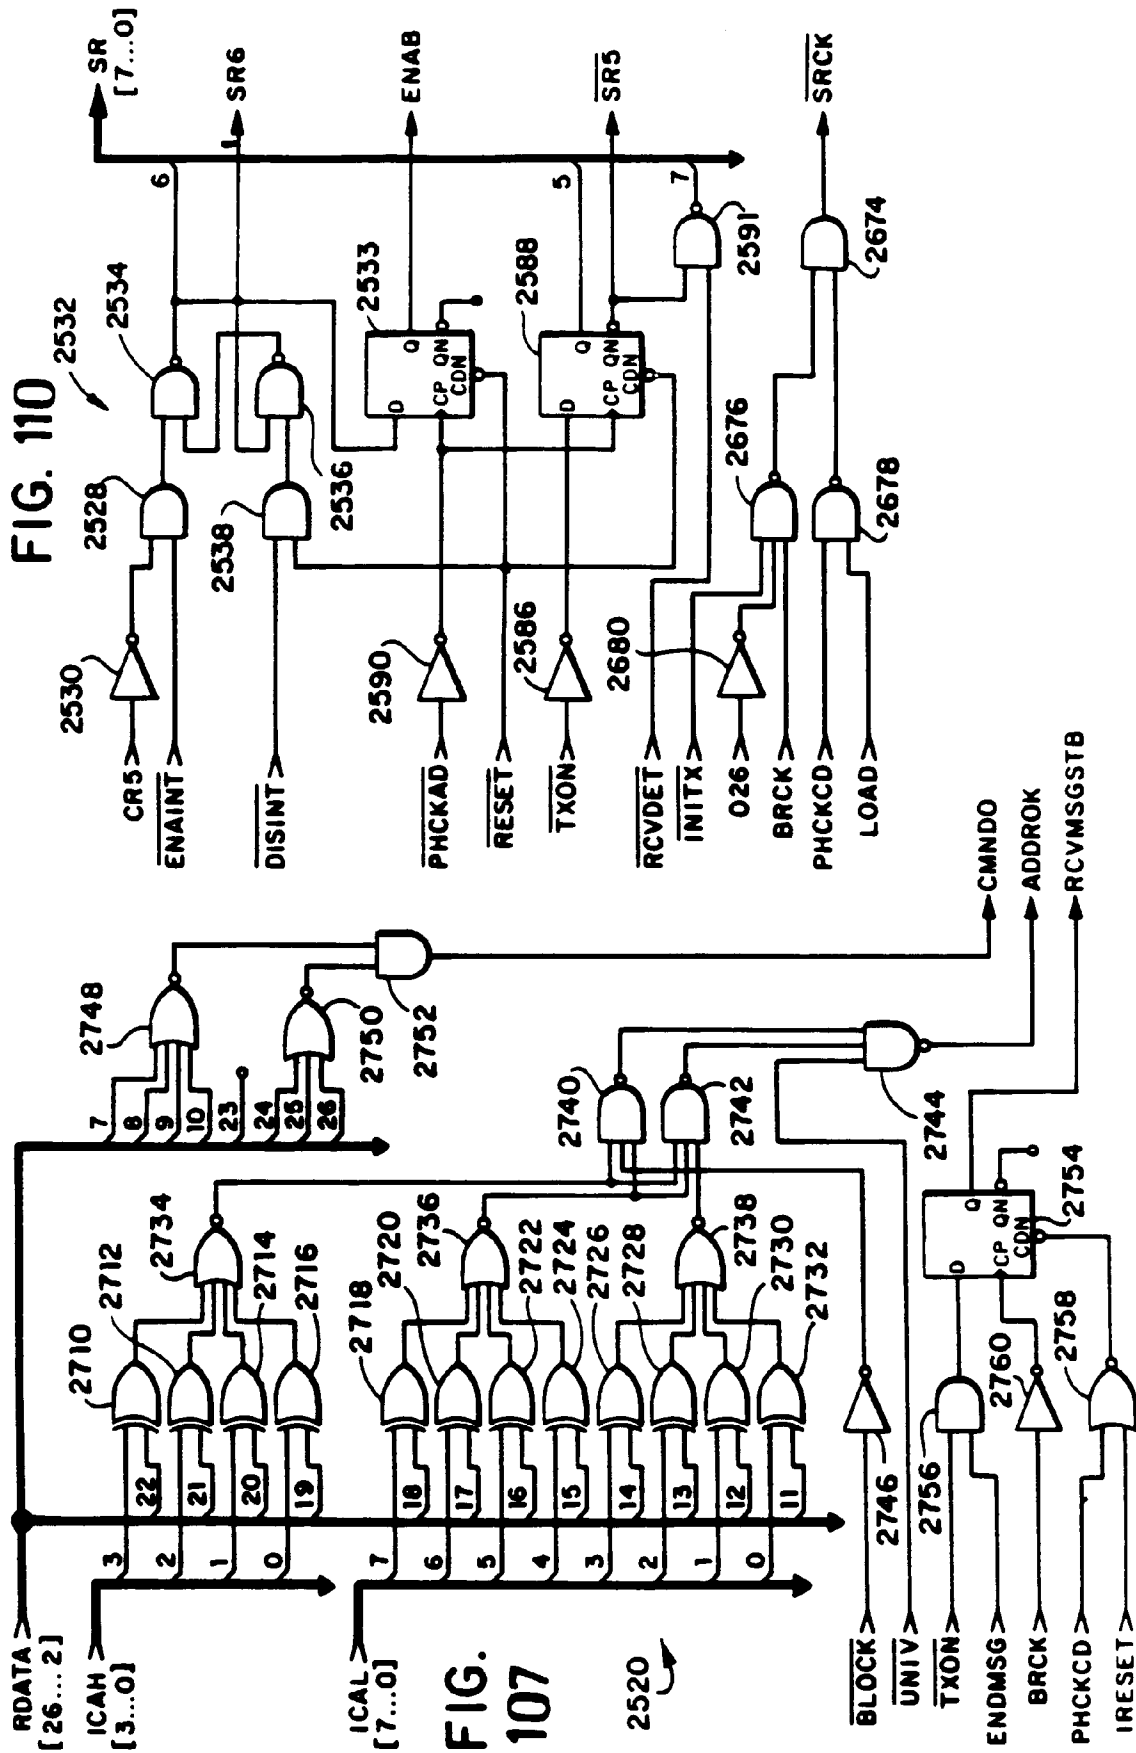 FIG. 110
2532
CR5
ENAINT
DISINT
PHCKAD
RESET
TXON
RCVDET
INITX
026
BRCK
PHCKCD
LOAD
2530
2528
2534
2538
2536
2590
2586
2680
2533
D
Q
CP
QN
CDN
2588
D
Q
CP
QN
CDN
2591
2676
2678
2674
6
5
7
SR
[7...0]
SR6
ENAB
SR5
SRCK
FIG.
107
2520
RDATA
[26...2]
ICAH
[3...0]
ICAL
[7...0]
BLOCK
UNIV
TXON
ENDMSG
BRCK
PHCKCD
IRESET
3
2
1
0
7
6
5
4
3
2
1
0
22
21
20
19
18
17
16
15
14
13
12
11
2710
2712
2734
2714
2716
2718
2720
2736
2722
2724
2726
2728
2738
2730
2732
7
8
9
10
23
24
25
26
2748
2750
2752
2740
2742
2744
2746
2756
2760
2758
D
Q
CP
QN
CDN
2754
CMNDO
ADDROK
RCVMSGSTB